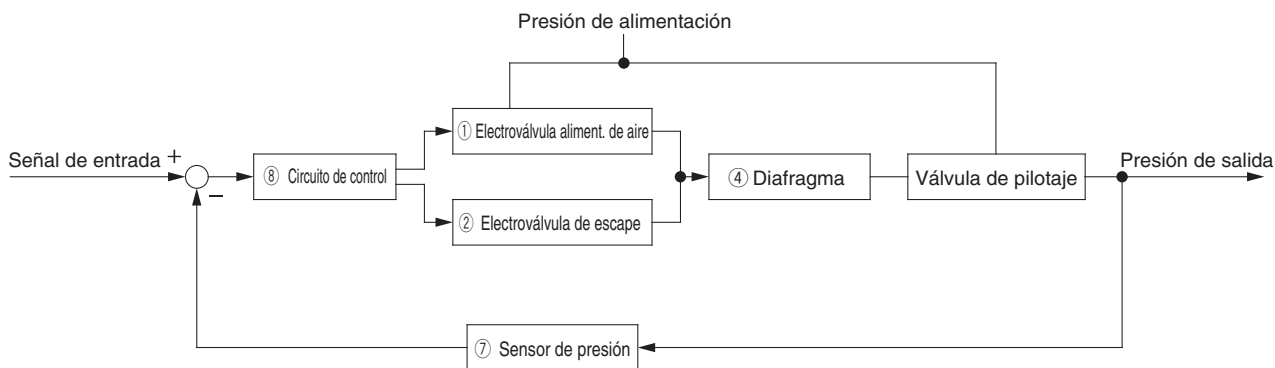 Presión de alimentación
① Electroválvula aliment. de aire
Señal de entrada
+
−
⑧ Circuito de control
④ Diafragma
Válvula de pilotaje
Presión de salida
② Electroválvula de escape
⑦ Sensor de presión